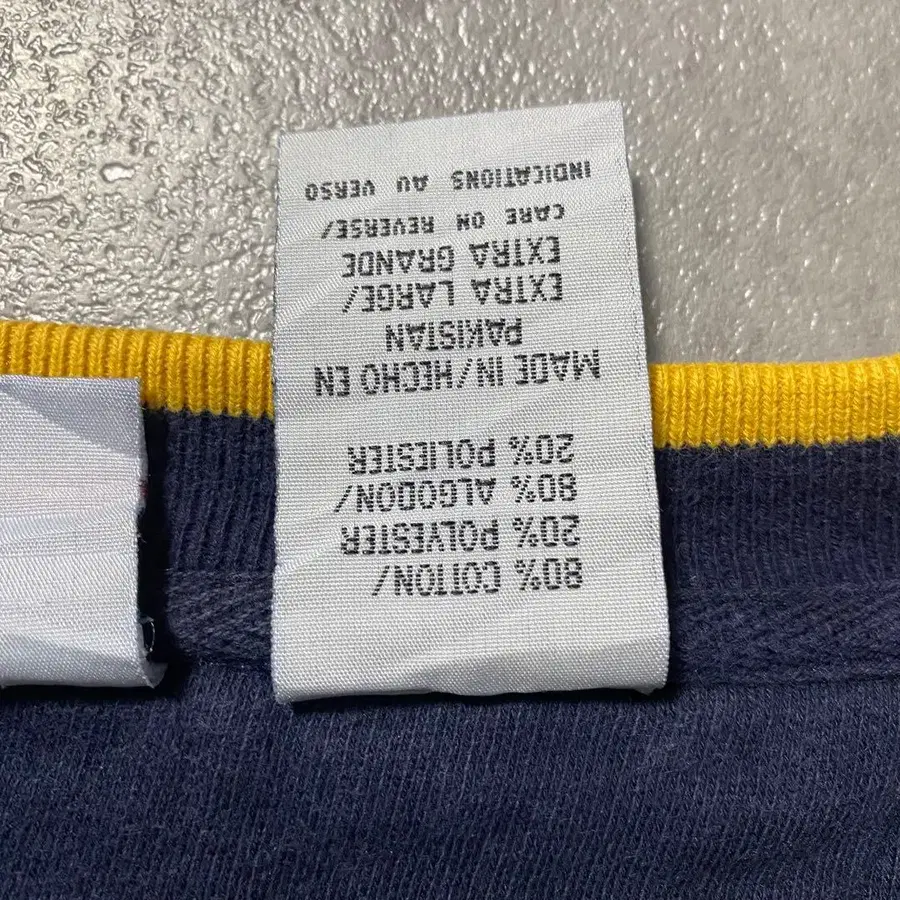 80% COTTON/
20% POLYESTER
80% ALGODON/
20% POLIESTER
MADE IN/HECHO EN
PAKISTAN
EXTRA LARGE/
EXTRA GRANDE
CARE ON REVERSE/
INDICATIONS AU VERSO